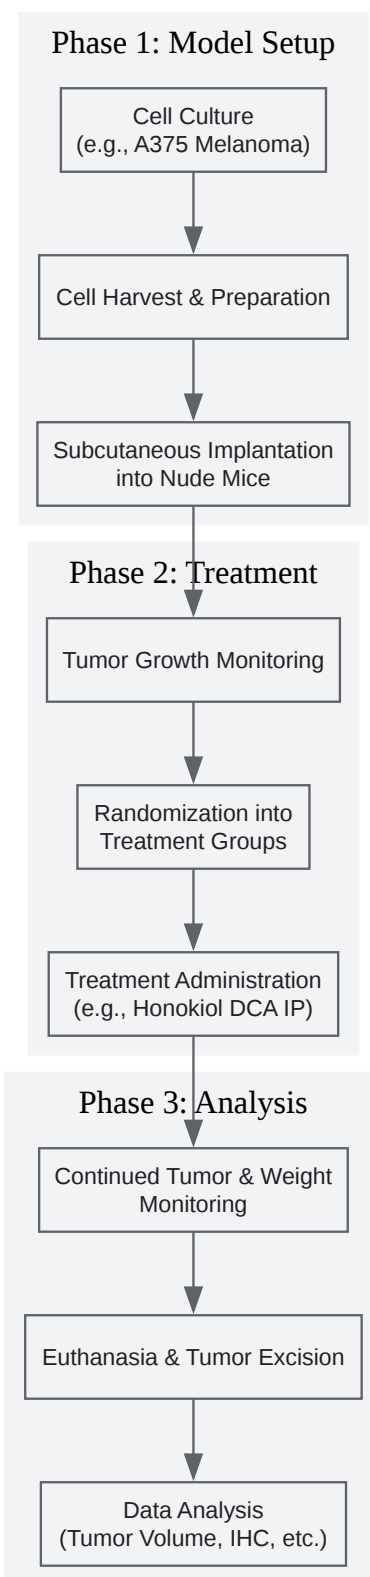 Phase 1: Model Setup
Cell Culture
(e.g., A375 Melanoma)
Cell Harvest & Preparation
Subcutaneous Implantation
into Nude Mice
Phase 2: Treatment
Tumor Growth Monitoring
Randomization into
Treatment Groups
Treatment Administration
(e.g., Honokiol DCA IP)
Phase 3: Analysis
Continued Tumor & Weight
Monitoring
Euthanasia & Tumor Excision
Data Analysis
(Tumor Volume, IHC, etc.)